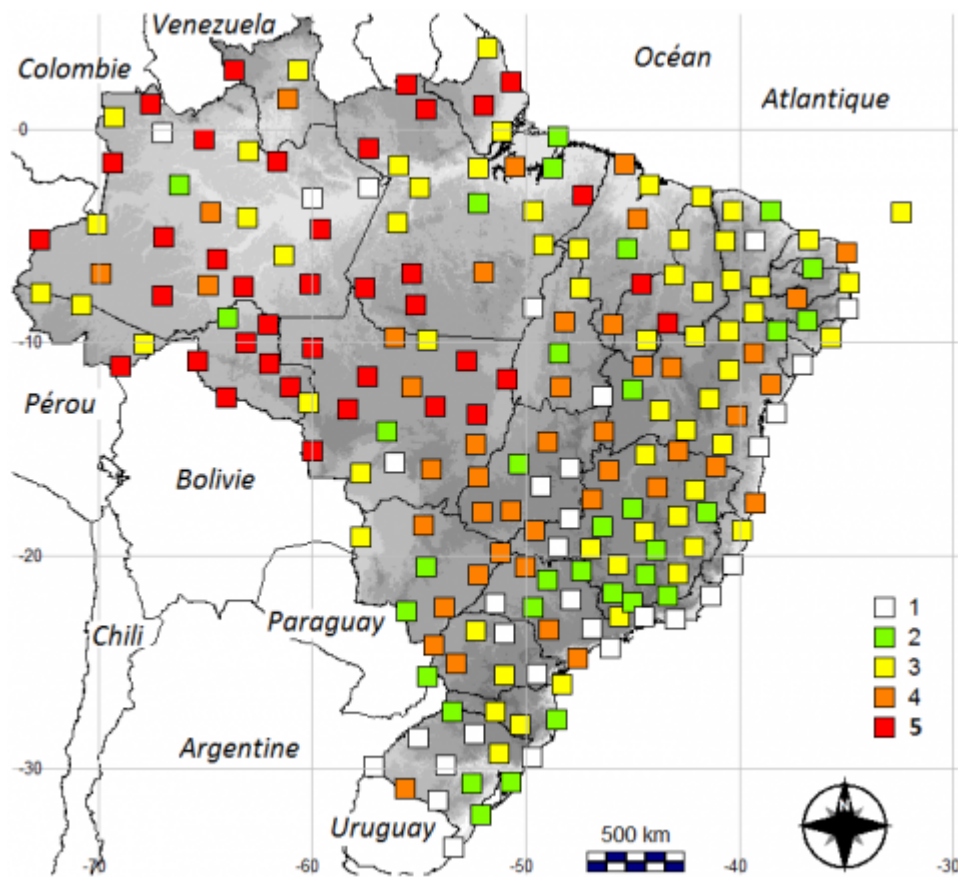 Venezuela
Océan
Colombie
Atlantique
0
-10
Pérou
Bolivie
-20
1
Paraguay
2
Chili
3
4
Argentine
5
-30
N
Uruguay
500 km
-70
-60
-50
-40
-30